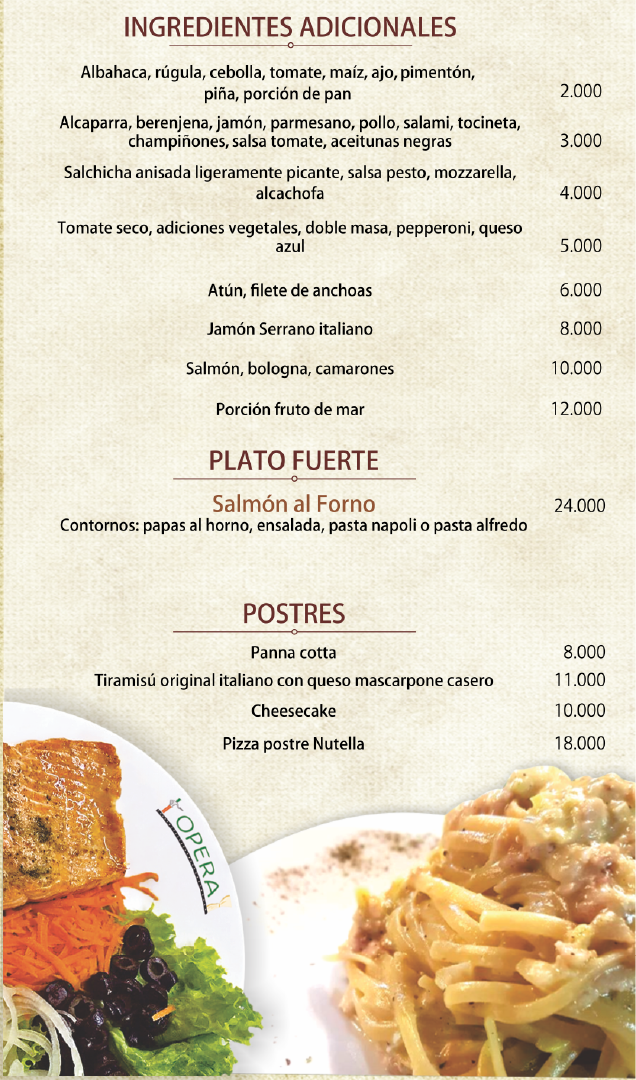 INGREDIENTES ADICIONALES
Albahaca, rúgula, cebolla, tomate, maíz, ajo, pimentón,
piña, porción de pan 2.000
Alcaparra, berenjena, jamón, parmesano, pollo, salami, tocineta,
champiñones, salsa tomate, aceitunas negras 3.000
Salchicha anisada ligeramente picante, salsa pesto, mozzarella,
alcachofa 4.000
Tomate seco, adiciones vegetales, doble masa, pepperoni, queso
azul 5.000
Atún, filete de anchoas 6.000
Jamón Serrano italiano 8.000
Salmón, bologna, camarones 10.000
Porción fruto de mar 12.000
PLATO FUERTE
Salmón al Forno 24.000
Contornos: papas al horno, ensalada, pasta napoli o pasta alfredo
POSTRES
Panna cotta 8.000
Tiramisú original italiano con queso mascarpone casero 11.000
Cheesecake 10.000
Pizza postre Nutella 18.000
OPERA